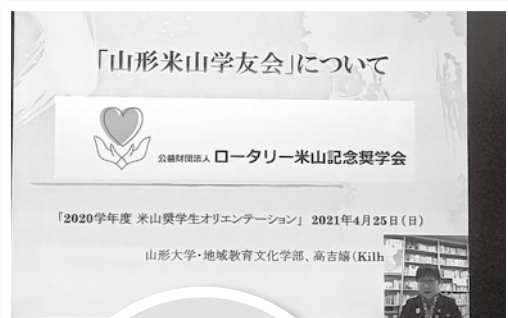 「山形米山学友会」について
公益財団法人 ロータリー米山記念奨学会
「2020学年度 米山奨学生オリエンテーション」 2021年4月25日(日)
山形大学・地域教育文化学部、高吉嬉(Kilh